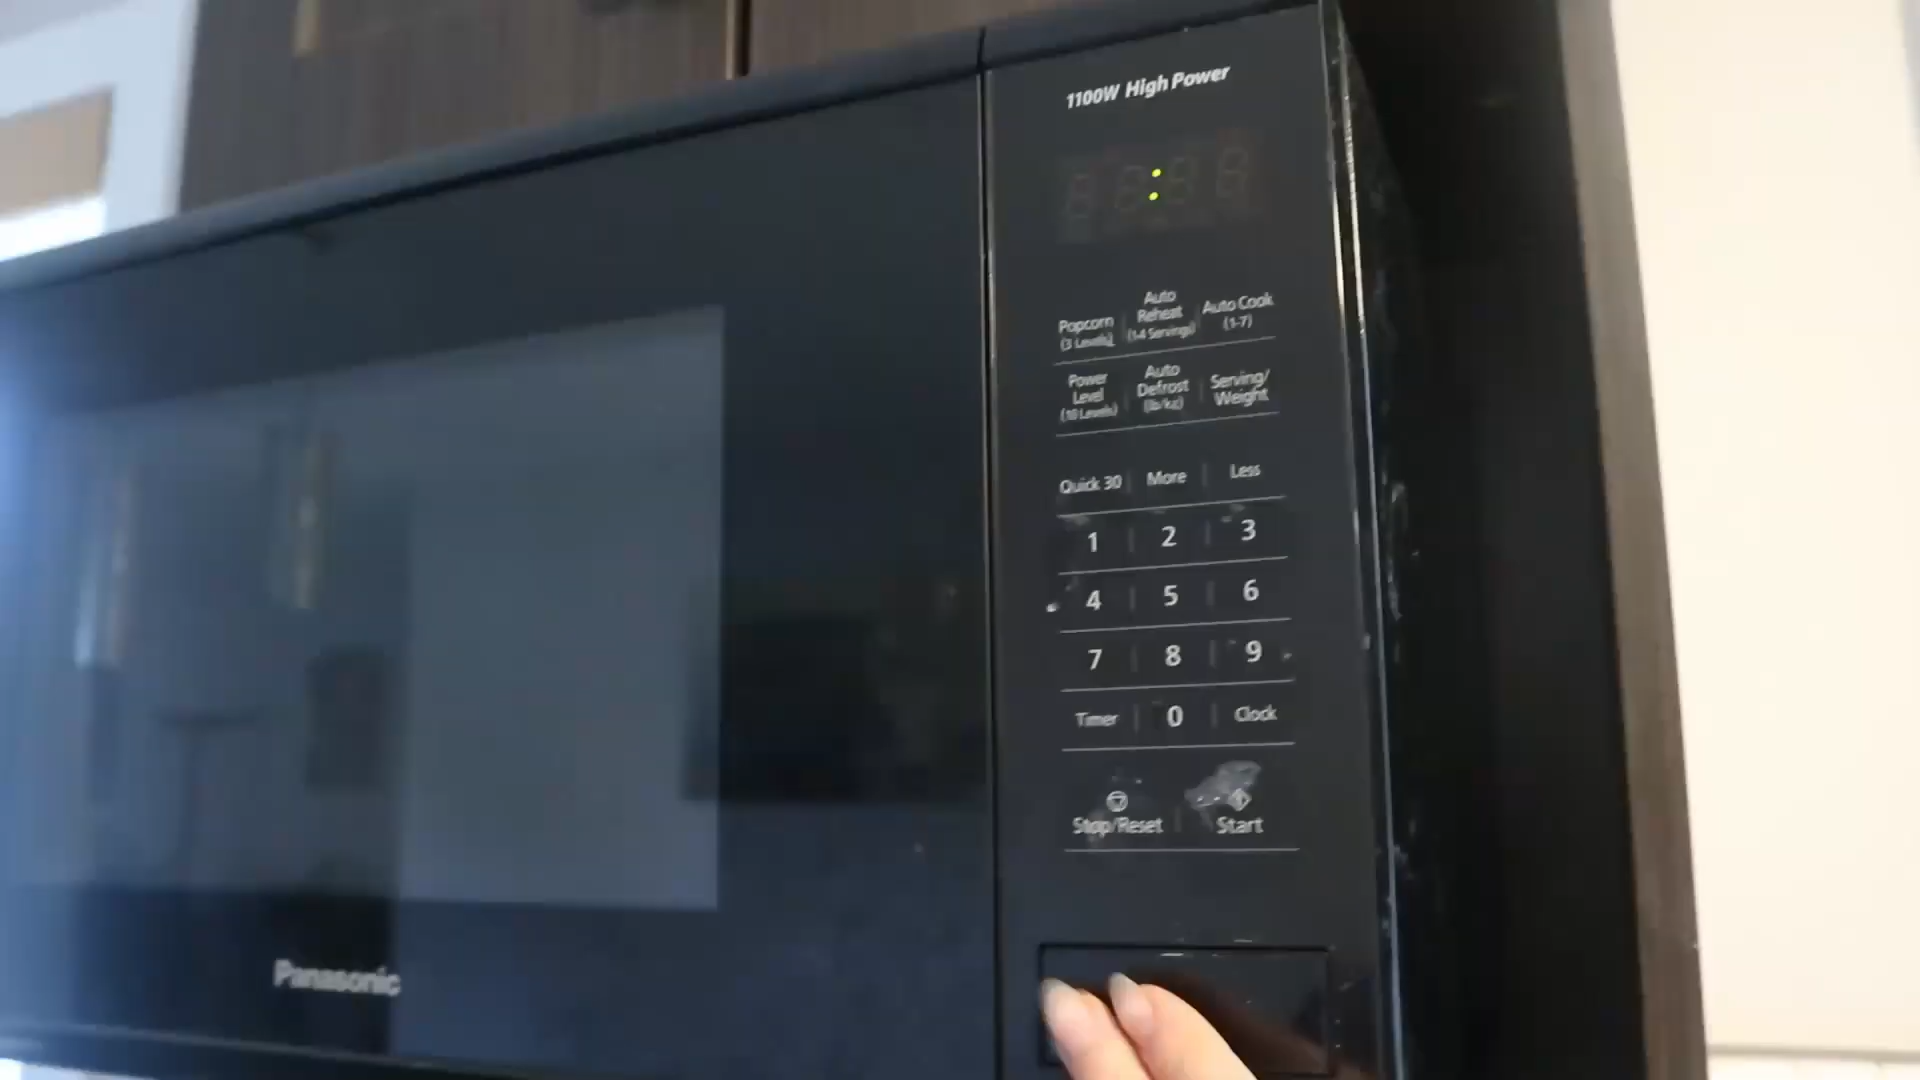 1100W High Power
:
Popcorn
(3 Levels)
Auto
Reheat
(1-4 Servings)
Auto Cook
(1-7)
Power
Level
(10 Levels)
Auto
Defrost
(lb/kg)
Serving/
Weight
Quick 30
More
Less
1 2 3
4 5 6
7 8 9
Timer 0 Clock
Stop/Reset Start
Panasonic